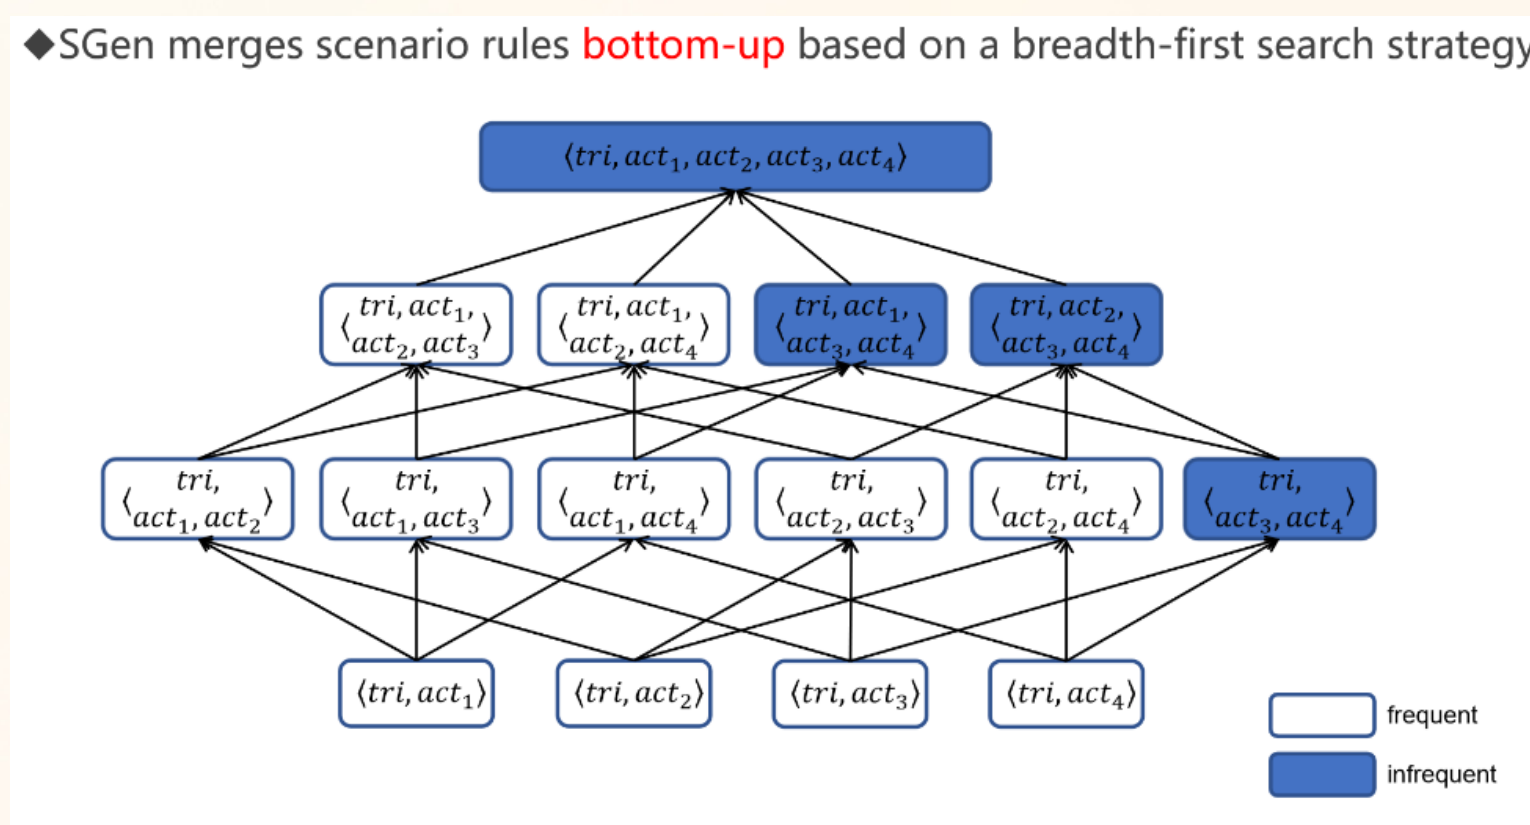 ◆SGen merges scenario rules bottom-up based on a breadth-first search strategy
⟨tri, act₁, act₂, act₃, act₄⟩
⟨tri, act₁, act₂, act₃⟩
⟨tri, act₁, act₂, act₄⟩
⟨tri, act₁, act₃, act₄⟩
⟨tri, act₂, act₃, act₄⟩
⟨tri, act₁, act₂⟩
⟨tri, act₁, act₃⟩
⟨tri, act₁, act₄⟩
⟨tri, act₂, act₃⟩
⟨tri, act₂, act₄⟩
⟨tri, act₃, act₄⟩
⟨tri, act₁⟩
⟨tri, act₂⟩
⟨tri, act₃⟩
⟨tri, act₄⟩
frequent
infrequent